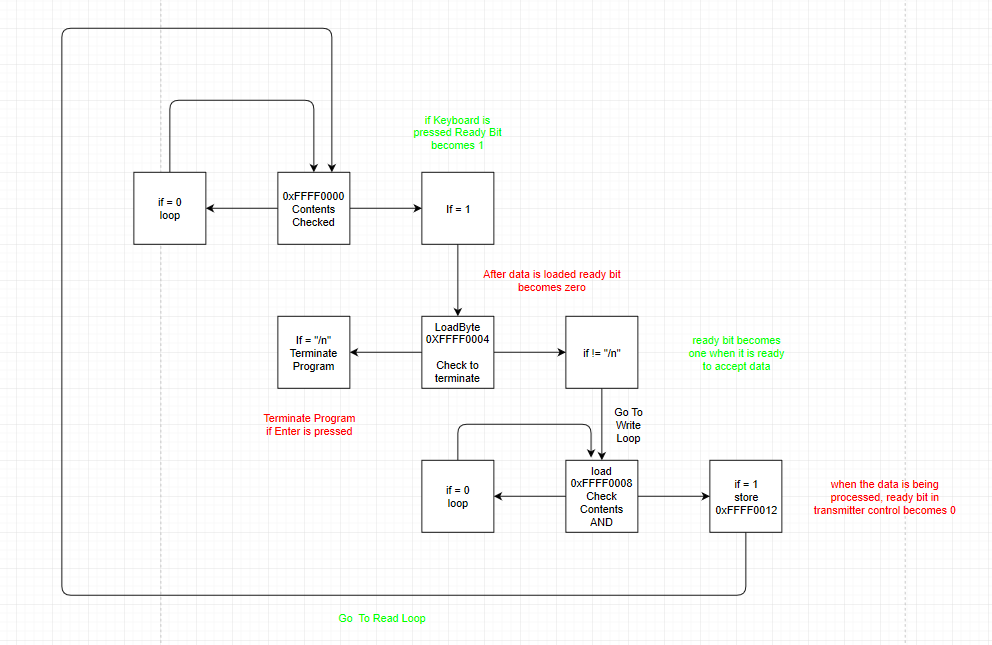 if Keyboard is
pressed Ready Bit
becomes 1
if = 0
loop
0xFFFF0000
Contents
Checked
If = 1
After data is loaded ready bit
becomes zero
If = "/n"
Terminate
Program
LoadByte
0XFFFF0004
Check to
terminate
if != "/n"
ready bit becomes
one when it is ready
to accept data
Terminate Program
if Enter is pressed
Go To
Write
Loop
if = 0
loop
load
0xFFFF0008
Check
Contents
AND
if = 1
store
0xFFFF0012
when the data is being
processed, ready bit in
transmitter control becomes 0
Go To Read Loop